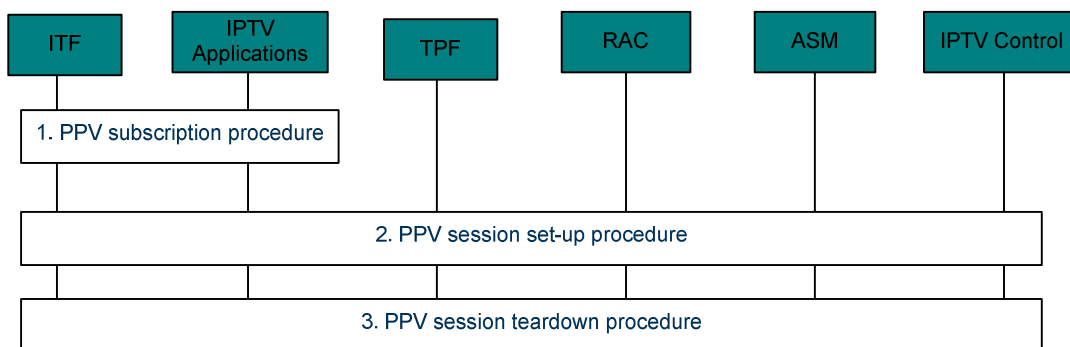 ITF
IPTV
Applications
TPF
RAC
ASM
IPTV Control
1. PPV subscription procedure
2. PPV session set-up procedure
3. PPV session teardown procedure